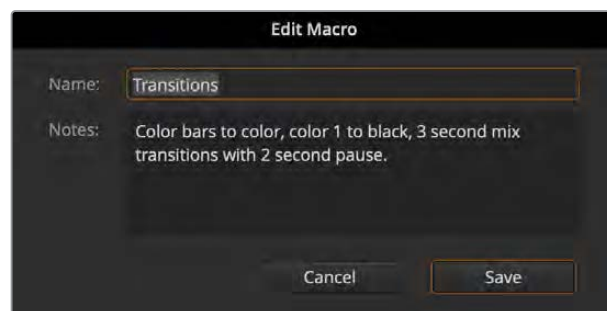 Edit Macro
Name: Transitions
Notes: Color bars to color, color 1 to black, 3 second mix
transitions with 2 second pause.
Cancel Save